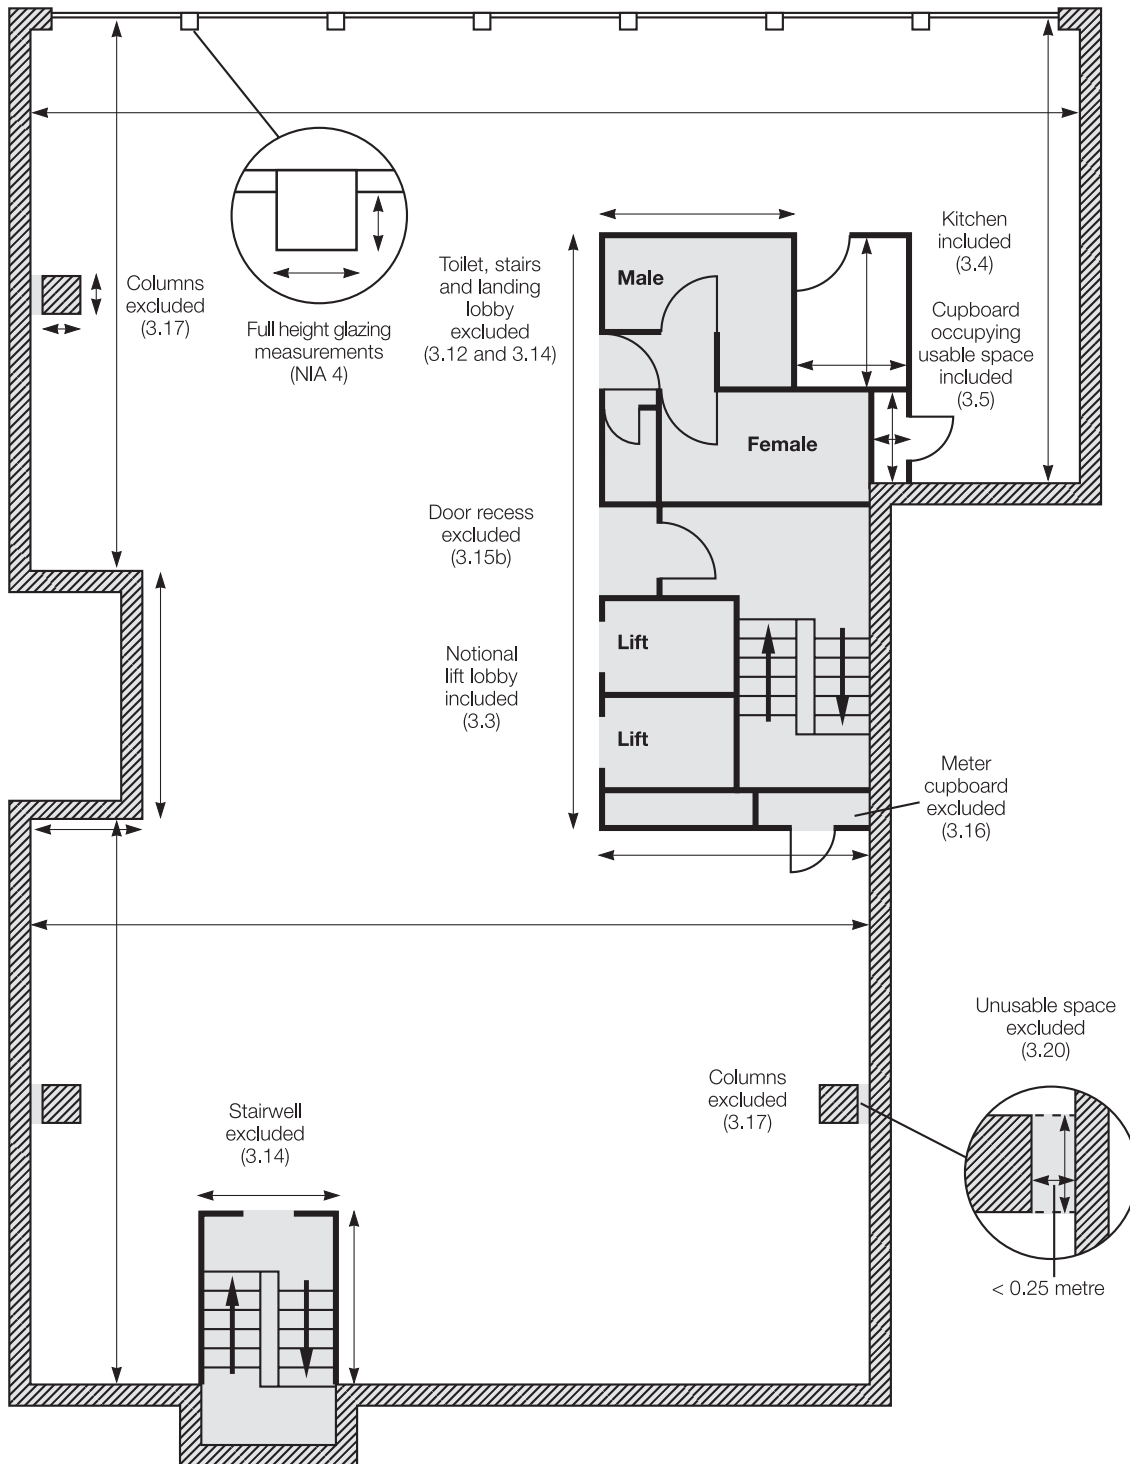 Male
Kitchen
included
(3.4)
Toilet, stairs
and landing
lobby
excluded
(3.12 and 3.14)
Columns
excluded
(3.17)
Full height glazing
measurements
(NIA 4)
Cupboard
occupying
usable space
included
(3.5)
Female
Door recess
excluded
(3.15b)
Lift
Notional
lift lobby
included
(3.3)
Lift
Meter
cupboard
excluded
(3.16)
Unusable space
excluded
(3.20)
Columns
excluded
(3.17)
Stairwell
excluded
(3.14)
< 0.25 metre